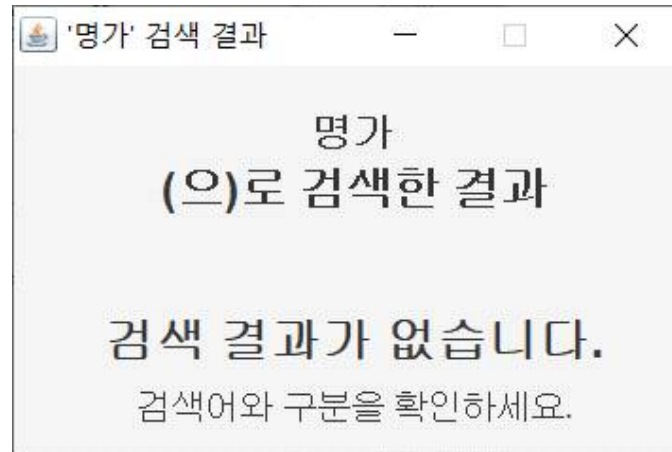 '명가' 검색 결과
명가
(으)로 검색한 결과
검색 결과가 없습니다.
검색어와 구분을 확인하세요.